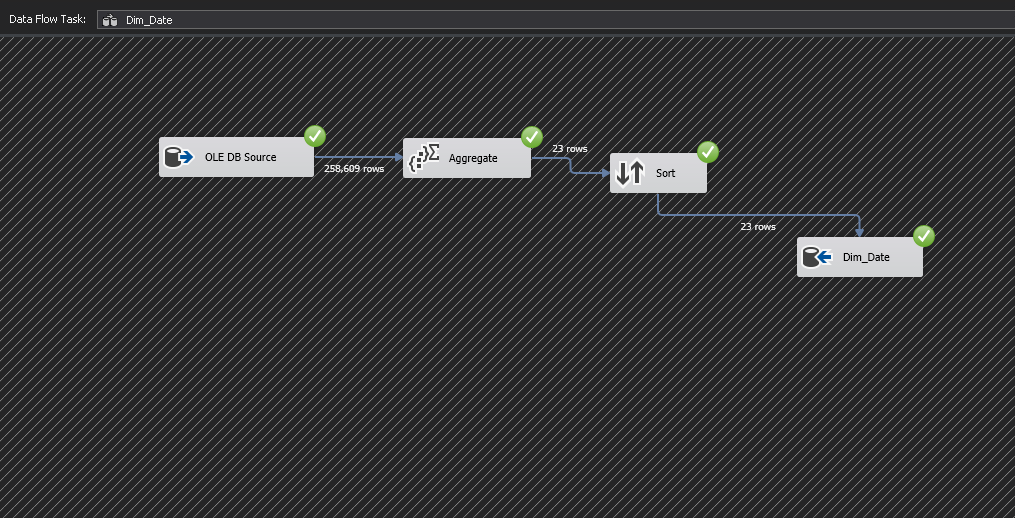 Data Flow Task: Dim_Date
OLE DB Source
258,609 rows
Aggregate
23 rows
Sort
23 rows
Dim_Date